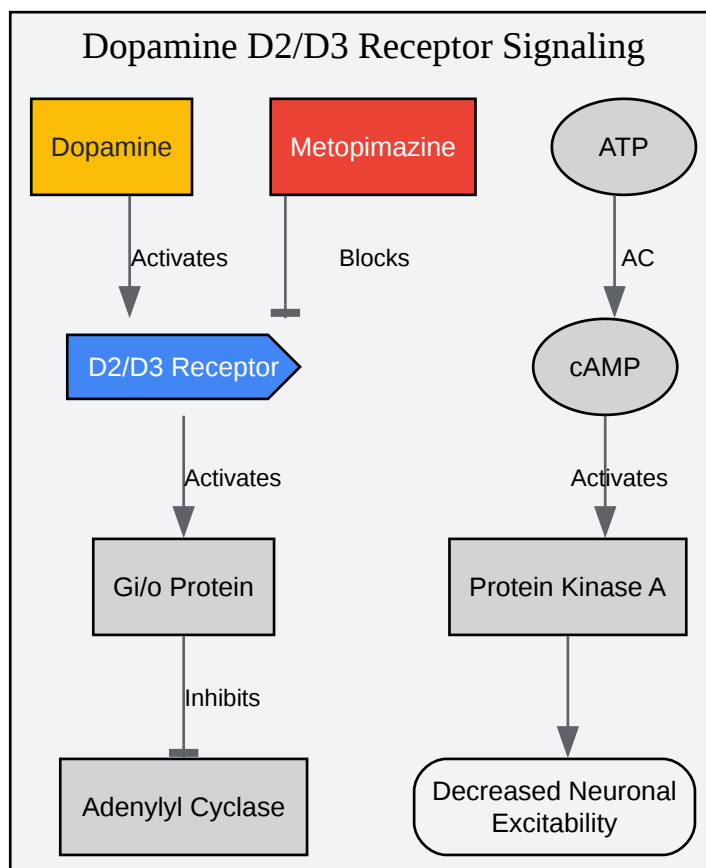 Dopamine D2/D3 Receptor Signaling
Dopamine
Metopimazine
ATP
Activates
Blocks
AC
D2/D3 Receptor
cAMP
Activates
Activates
Gi/o Protein
Protein Kinase A
Inhibits
Adenylyl Cyclase
Decreased Neuronal
Excitability